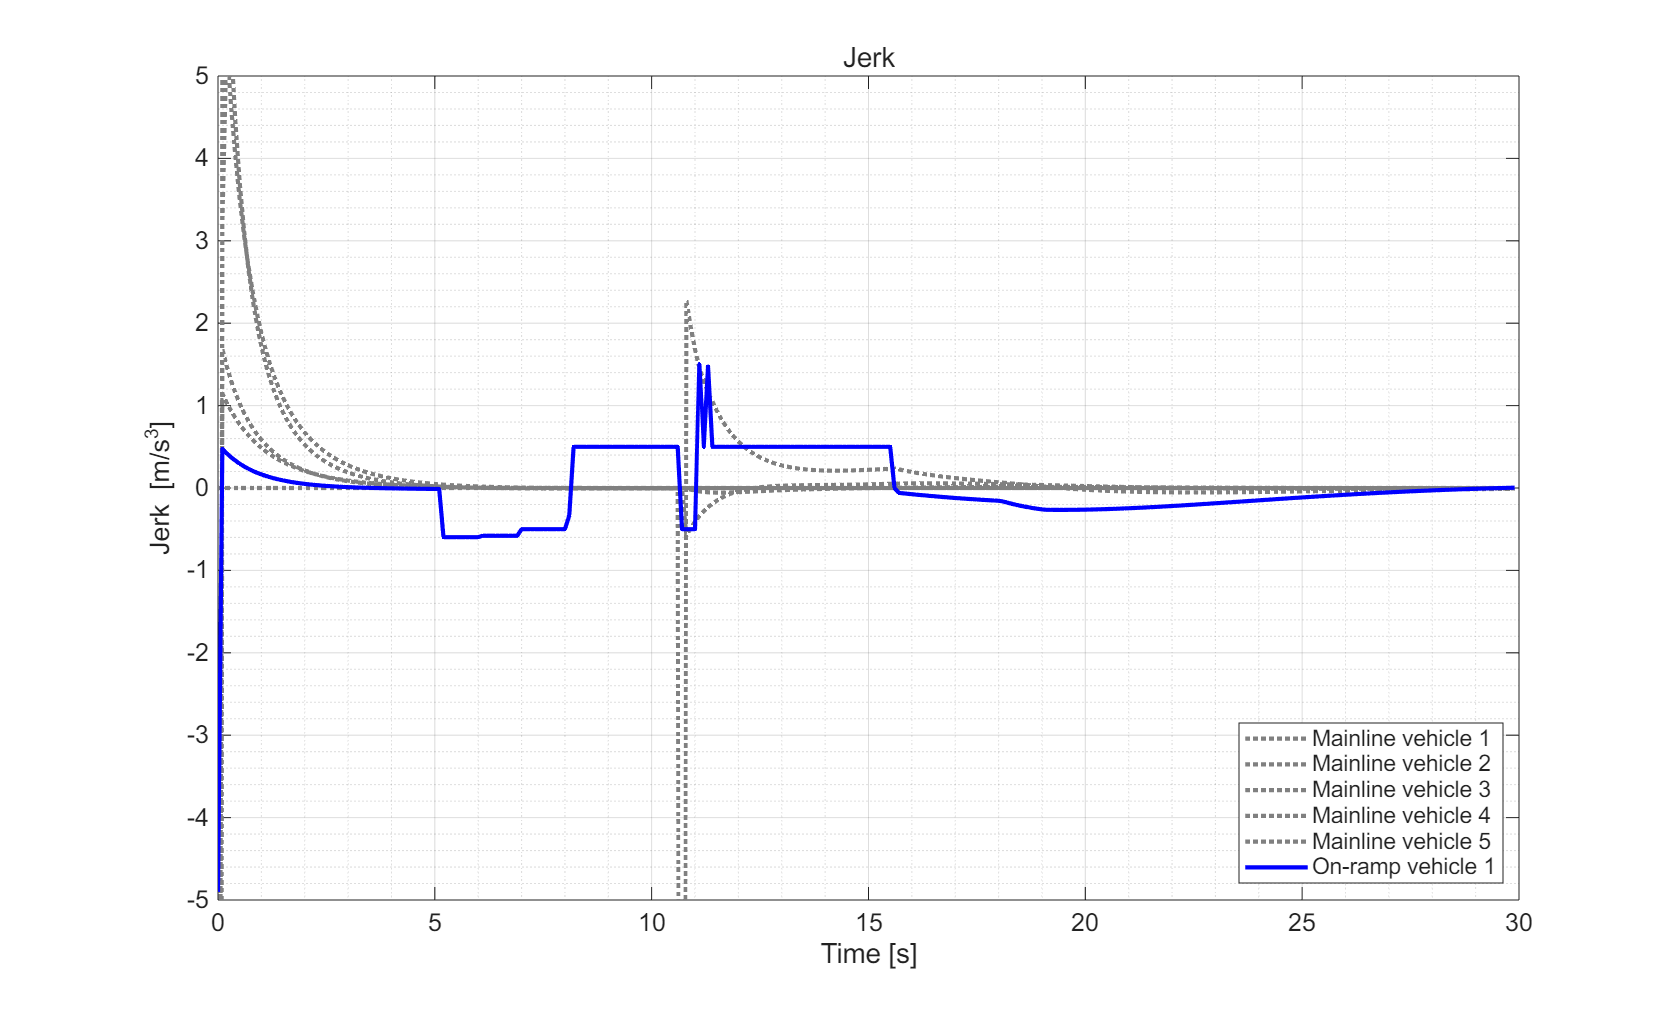 Jerk
5
4
3
2
1
0
-1
-2
-3
-4
-5
Jerk [m/s³]
0 5 10 15 20 25 30
Time [s]
Mainline vehicle 1
Mainline vehicle 2
Mainline vehicle 3
Mainline vehicle 4
Mainline vehicle 5
On-ramp vehicle 1